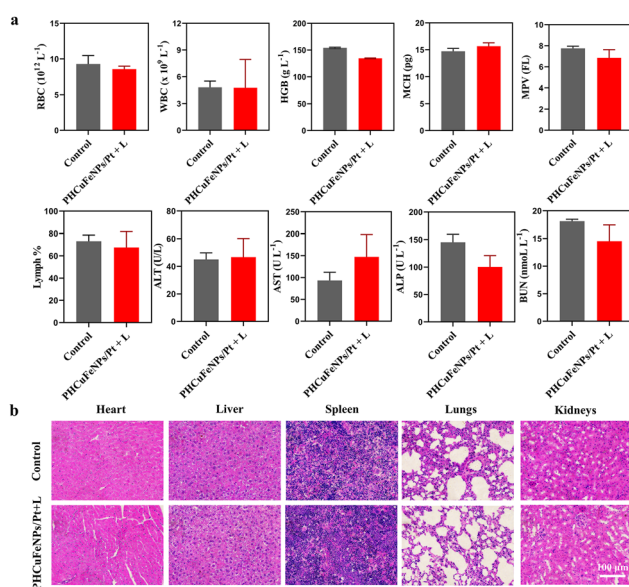 a
RBC (10¹² L⁻¹)
15
10
5
0
Control
PHCuFeNPs/Pt + L
WBC (x 10⁹ L⁻¹)
12
9
6
3
0
Control
PHCuFeNPs/Pt + L
HGB (g L⁻¹)
200
150
100
50
0
Control
PHCuFeNPs/Pt + L
MCH (pg)
20
15
10
5
0
Control
PHCuFeNPs/Pt + L
MPV (FL)
10
8
6
4
2
0
Control
PHCuFeNPs/Pt + L
Lymph %
100
80
60
40
20
0
Control
PHCuFeNPs/Pt + L
ALT (U/L)
80
60
40
20
0
Control
PHCuFeNPs/Pt + L
AST (U L⁻¹)
250
200
150
100
50
0
Control
PHCuFeNPs/Pt + L
ALP (U L⁻¹)
200
150
100
50
0
Control
PHCuFeNPs/Pt + L
BUN (nmoL L⁻¹)
20
15
10
5
0
Control
PHCuFeNPs/Pt + L
b
Heart
Liver
Spleen
Lungs
Kidneys
Control
PHCuFeNPs/Pt+L
100 μm